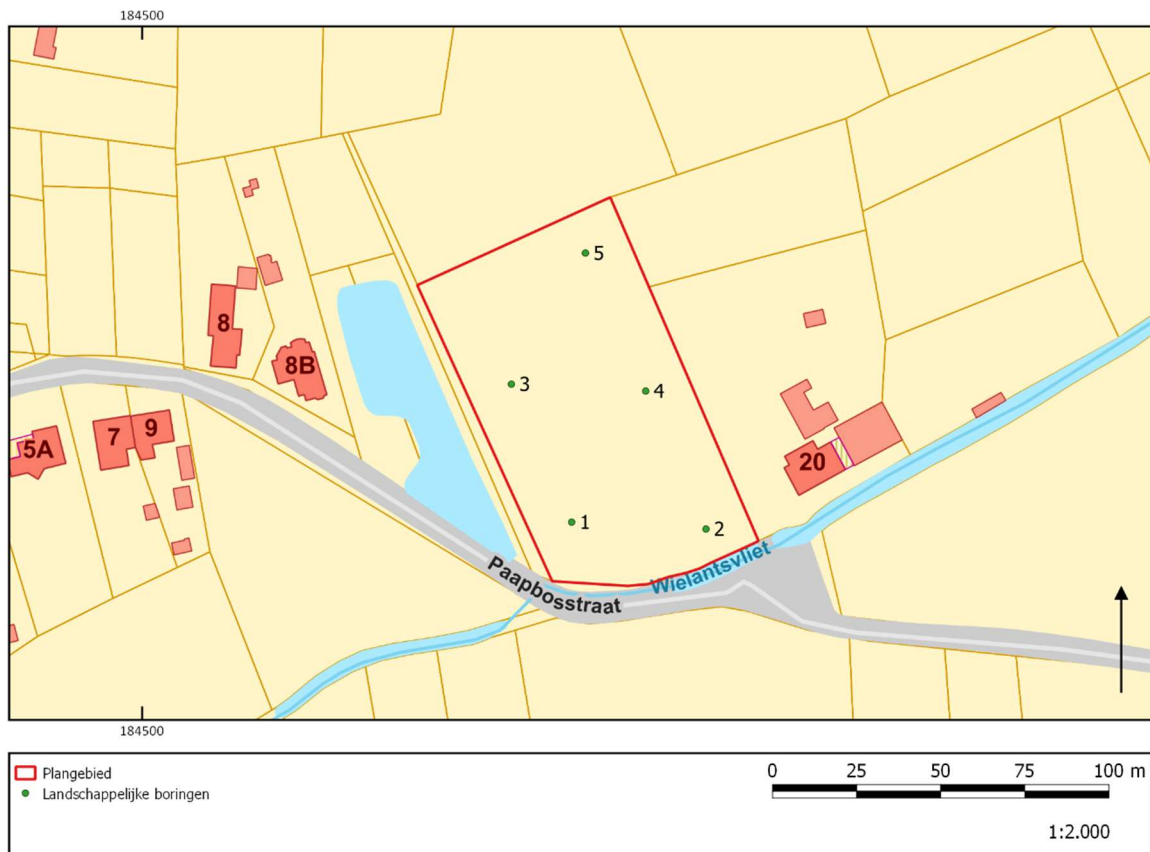 184500
5
8
8B
3
4
7
9
5A
20
1
2
Wielantsvliet
Paapbosstraat
184500
Plangebied
Landschappelijke boringen
0 25 50 75 100 m
1:2.000